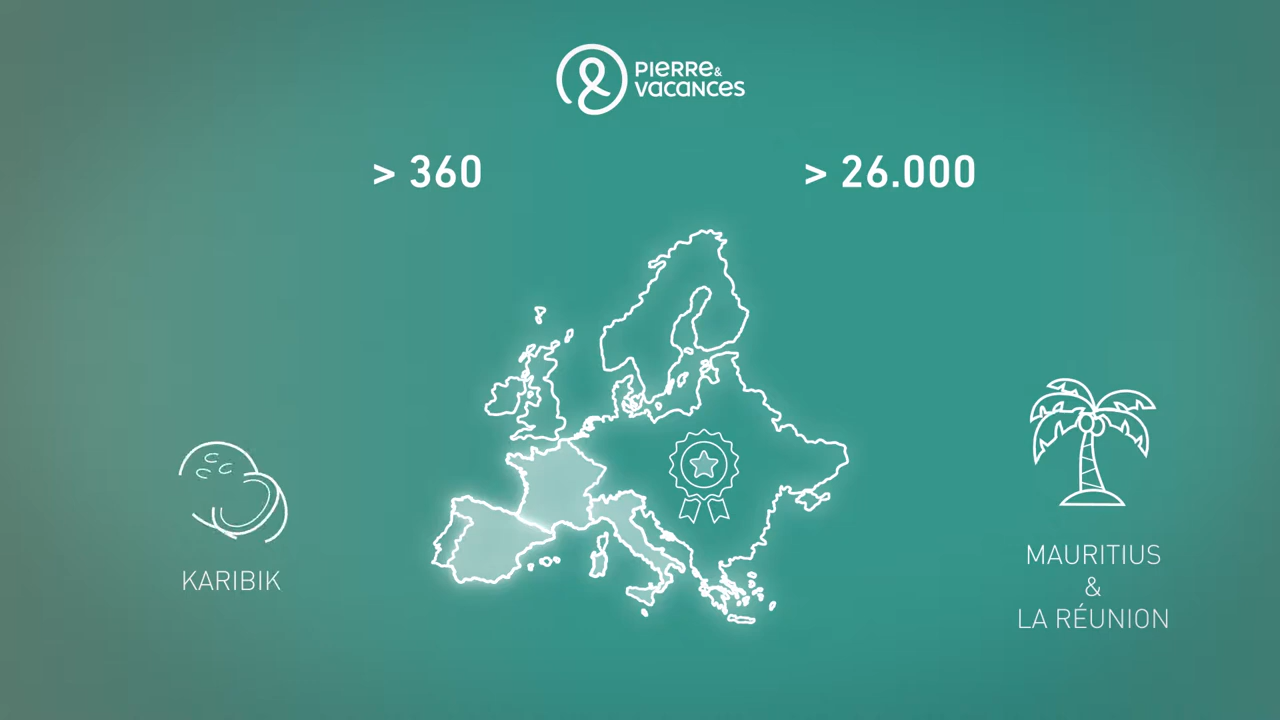 PIERRE&
vacances
> 360
> 26.000
KARIBIK
MAURITIUS
&
LA RÉUNION